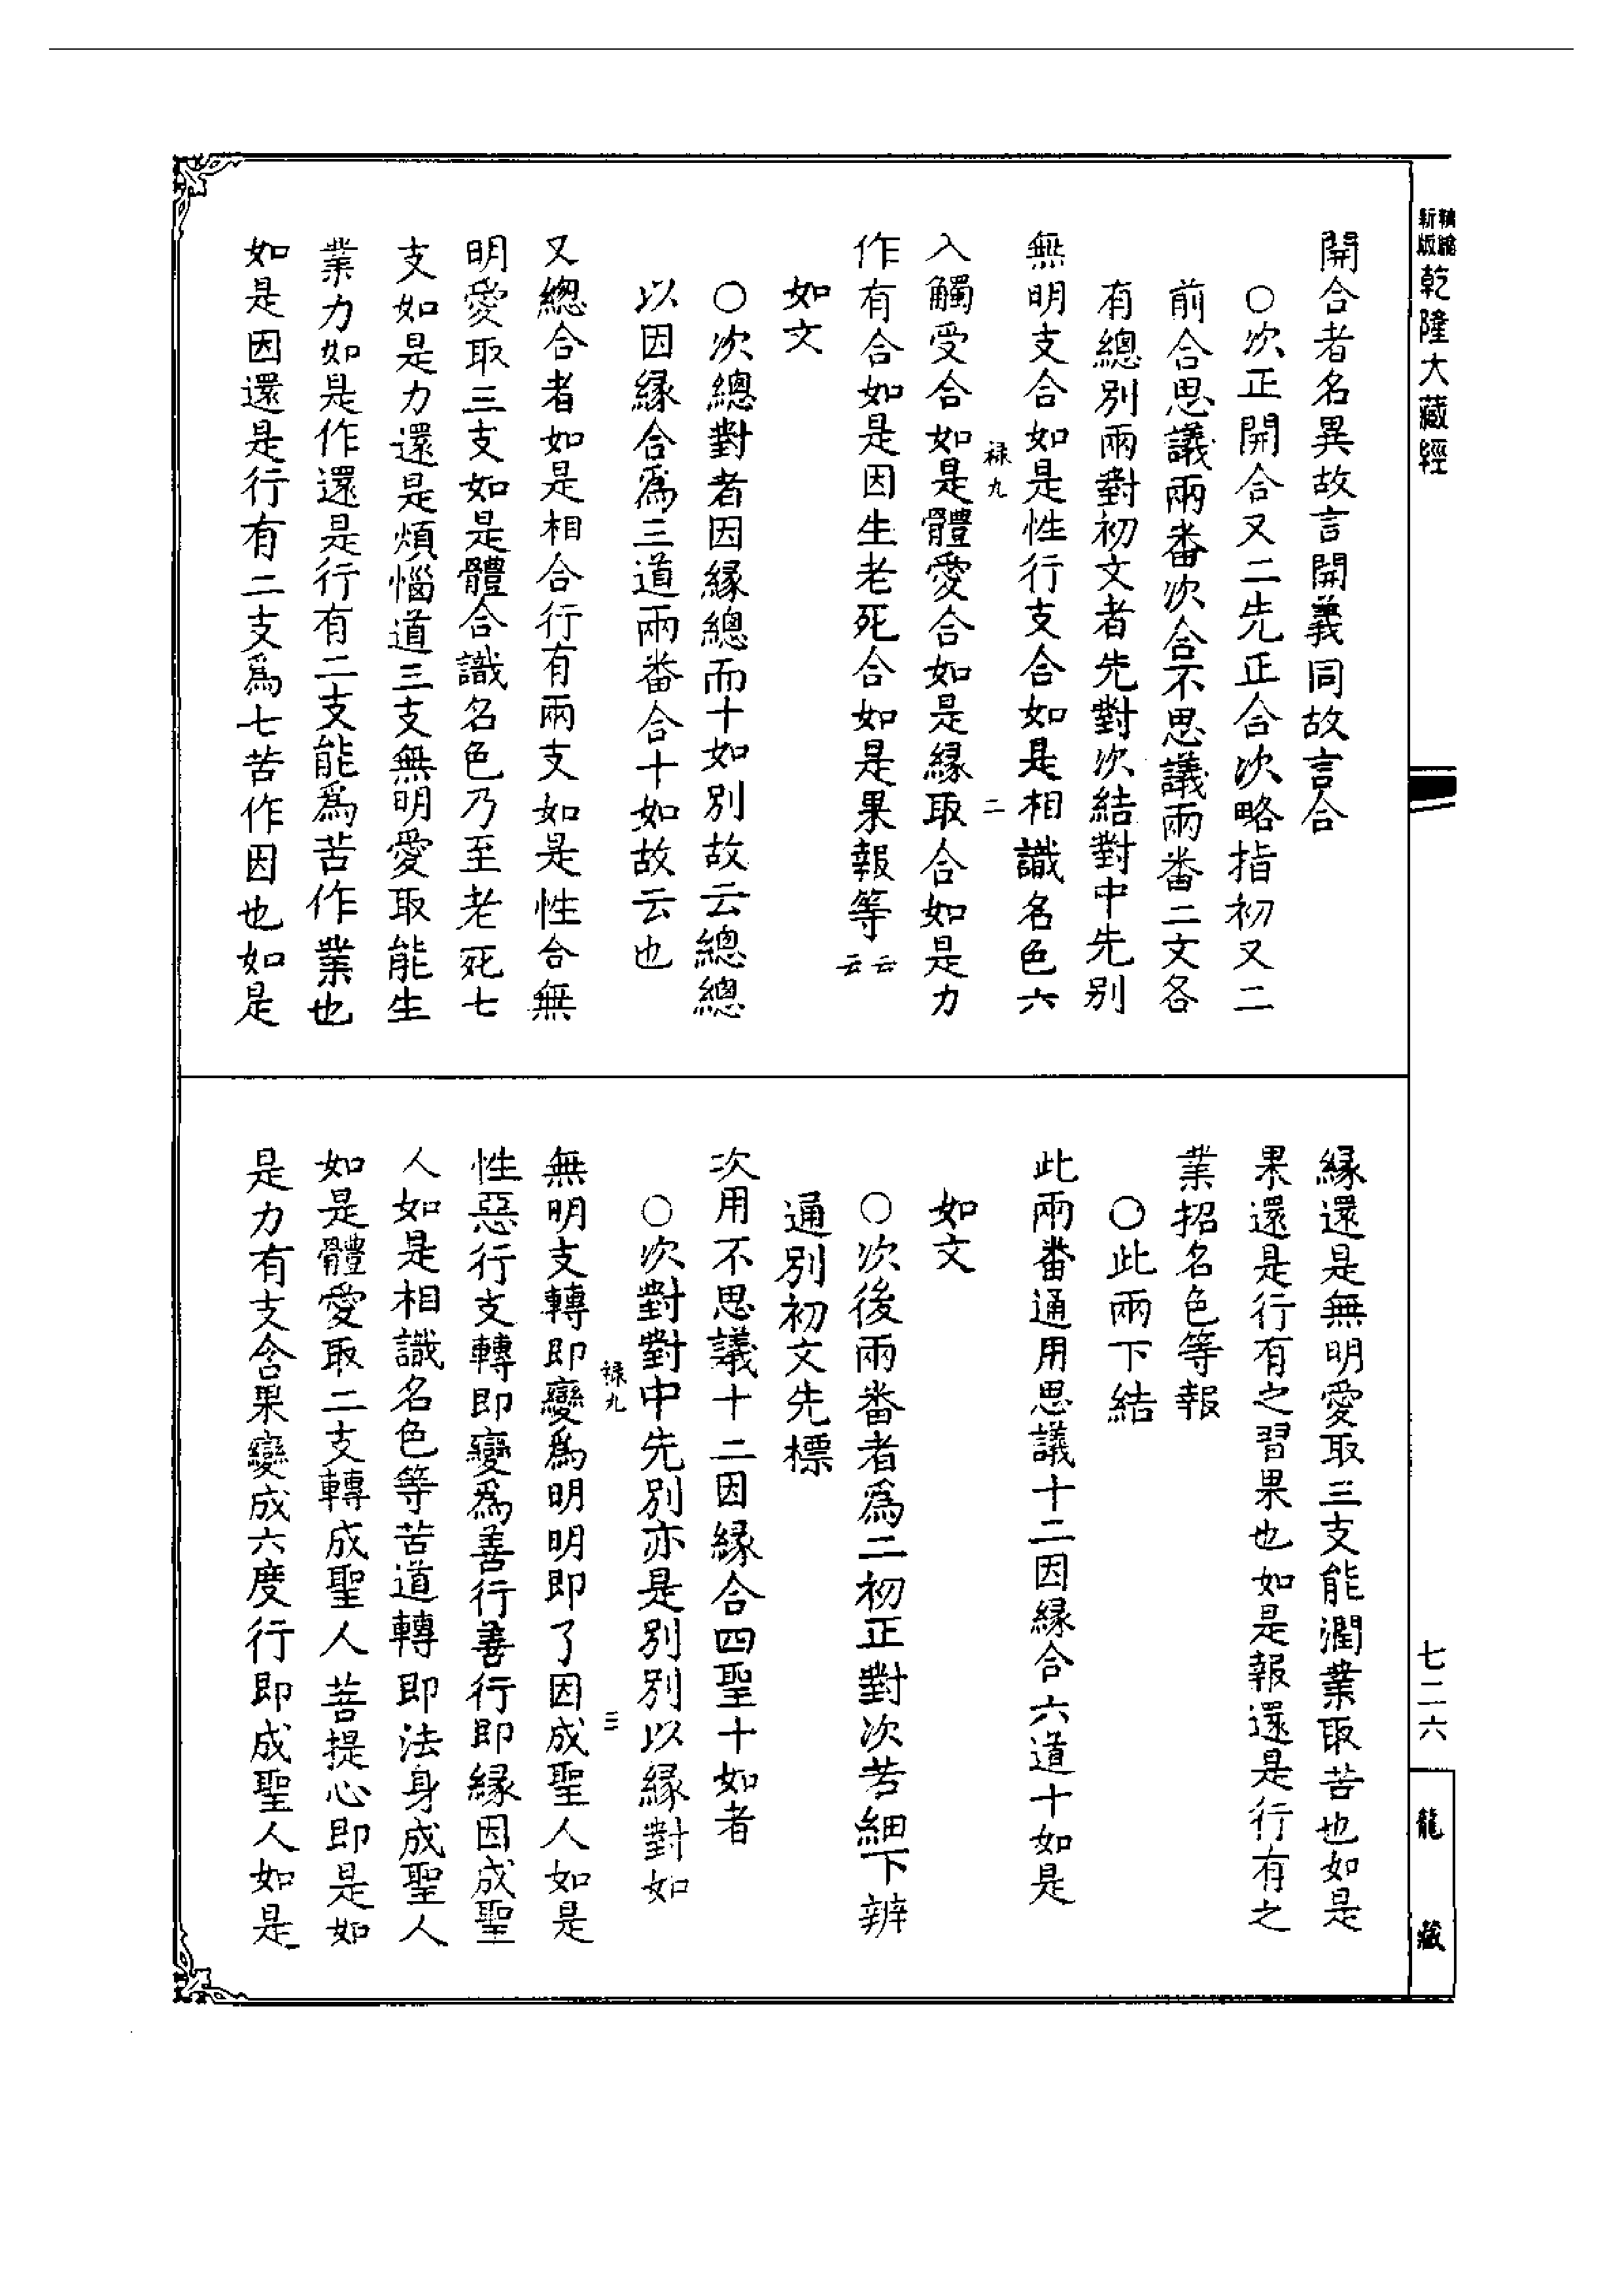 新版
精縮
乾隆大藏經
開合者名異故言開義同故言合
○次正開合又二先正合次略指初又二
前合思議兩番次合不思議兩番二文各
有總別兩對初文者先對次結對中先別
無明支合如是性行支合如是相識名色六
祿九
二
入觸受合如是體愛合如是緣取合如是力
作有合如是因生老死合如是果報等云云
如文
○次總對者因緣總而十如別故云總總
以因緣合爲三道兩番合十如故云也
又總合者如是相合行有兩支如是性合無
明愛取三支如是體合識名色乃至老死七
支如是力還是煩惱道三支無明愛取能生
業力如是作還是行有二支能爲苦作業也
如是因還是行有二支爲七苦作因也如是
緣還是無明愛取三支能潤業取苦也如是
果還是行有之習果也如是報還是行有之
業招名色等報
○此兩下結
此兩番通用思議十二因緣合六道十如是
如文
○次後兩番者爲二初正對次若細下辨
通別初文先標
次用不思議十二因緣合四聖十如者
○次對對中先別亦是別別以緣對如
祿九
三
無明支轉即變爲明明即了因成聖人如是
性惡行支轉即變爲善行善行即緣因成聖
人如是相識名色等苦道轉即法身成聖人
如是體愛取二支轉成聖人菩提心即是如
是力有支含果變成六度行即成聖人如是
七二六
龍藏